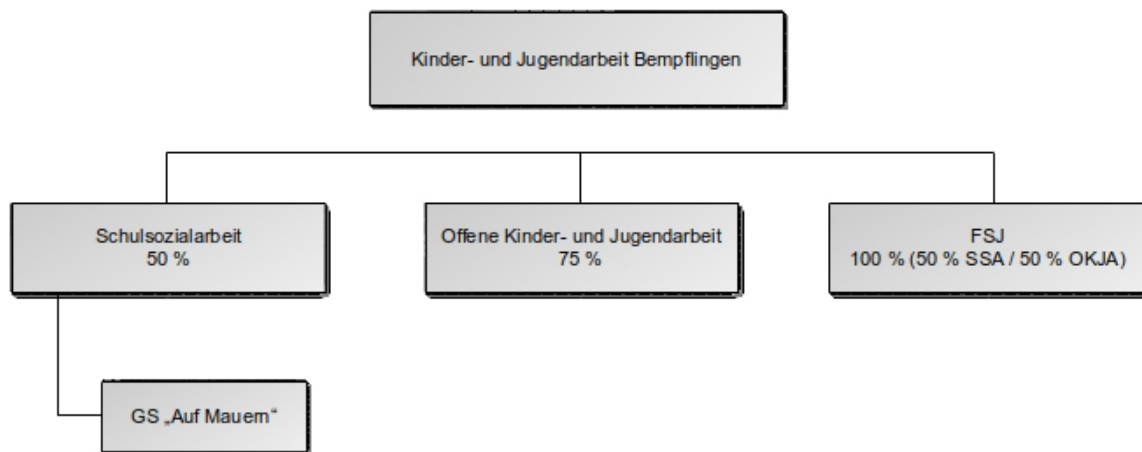 Kinder- und Jugendarbeit Bempflingen
Schulsozialarbeit
50 %
Offene Kinder- und Jugendarbeit
75 %
FSJ
100 % (50 % SSA / 50 % OKJA)
GS „Auf Mauern“